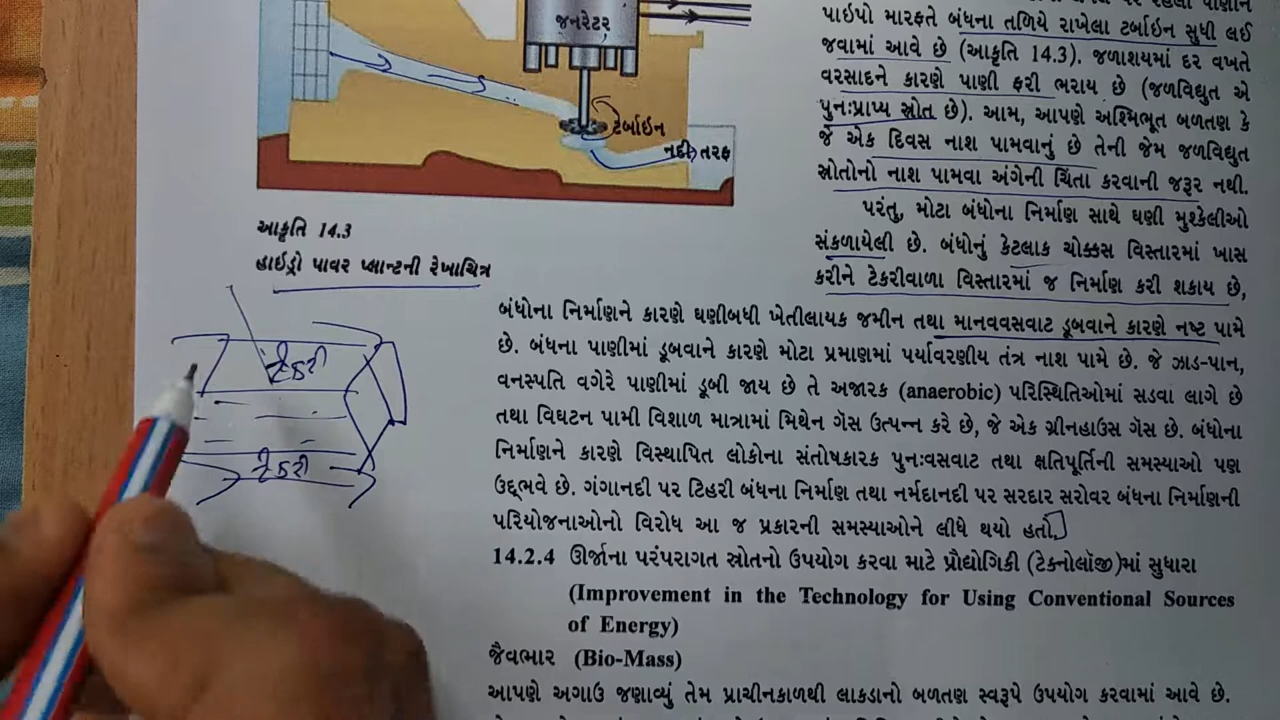 જનરેટર
ટર્બાઇન
નદી તરફ
આકૃતિ 14.3
હાઇડ્રો પાવર પ્લાન્ટની રેખાચિત્ર
ટેકરી
ટેકરી
પાઇપો મારફતે બંધના તળિયે રાખેલા ટર્બાઇન સુધી લઈ
જવામાં આવે છે (આકૃતિ 14.3). જળાશયમાં દર વખતે
વરસાદને કારણે પાણી ફરી ભરાય છે (જળવિદ્યુત એ
પુનઃપ્રાપ્ય સ્રોત છે). આમ, આપણે અશ્મિભૂત બળતણ કે
જે એક દિવસ નાશ પામવાનું છે તેની જેમ જળવિદ્યુત
સ્રોતોનો નાશ પામવા અંગેની ચિંતા કરવાની જરૂર નથી.
પરંતુ, મોટા બંધોના નિર્માણ સાથે ઘણી મુશ્કેલીઓ
સંકળાયેલી છે. બંધોનું કેટલાક ચોક્કસ વિસ્તારમાં ખાસ
કરીને ટેકરીવાળા વિસ્તારમાં જ નિર્માણ કરી શકાય છે,
બંધોના નિર્માણને કારણે ઘણીબધી ખેતીલાયક જમીન તથા માનવવસવાટ ડૂબવાને કારણે નષ્ટ પામે
છે. બંધના પાણીમાં ડૂબવાને કારણે મોટા પ્રમાણમાં પર્યાવરણીય તંત્ર નાશ પામે છે. જે ઝાડ-પાન,
વનસ્પતિ વગેરે પાણીમાં ડૂબી જાય છે તે અજારક (anaerobic) પરિસ્થિતિઓમાં સડવા લાગે છે
તથા વિઘટન પામી વિશાળ માત્રામાં મિથેન ગૅસ ઉત્પન્ન કરે છે, જે એક ગ્રીનહાઉસ ગૅસ છે. બંધોના
નિર્માણને કારણે વિસ્થાપિત લોકોના સંતોષકારક પુનઃવસવાટ તથા ક્ષતિપૂર્તિની સમસ્યાઓ પણ
ઉદ્ભવે છે. ગંગાનદી પર ટિહરી બંધના નિર્માણ તથા નર્મદાનદી પર સરદાર સરોવર બંધના નિર્માણની
પરિયોજનાઓનો વિરોધ આ જ પ્રકારની સમસ્યાઓને લીધે થયો હતો.
14.2.4 ઊર્જાના પરંપરાગત સ્રોતનો ઉપયોગ કરવા માટે પ્રૌદ્યોગિકી (ટેક્નોલૉજી)માં સુધારા
(Improvement in the Technology for Using Conventional Sources
of Energy)
જૈવભાર (Bio-Mass)
આપણે અગાઉ જણાવ્યું તેમ પ્રાચીનકાળથી લાકડાનો બળતણ સ્વરૂપે ઉપયોગ કરવામાં આવે છે.